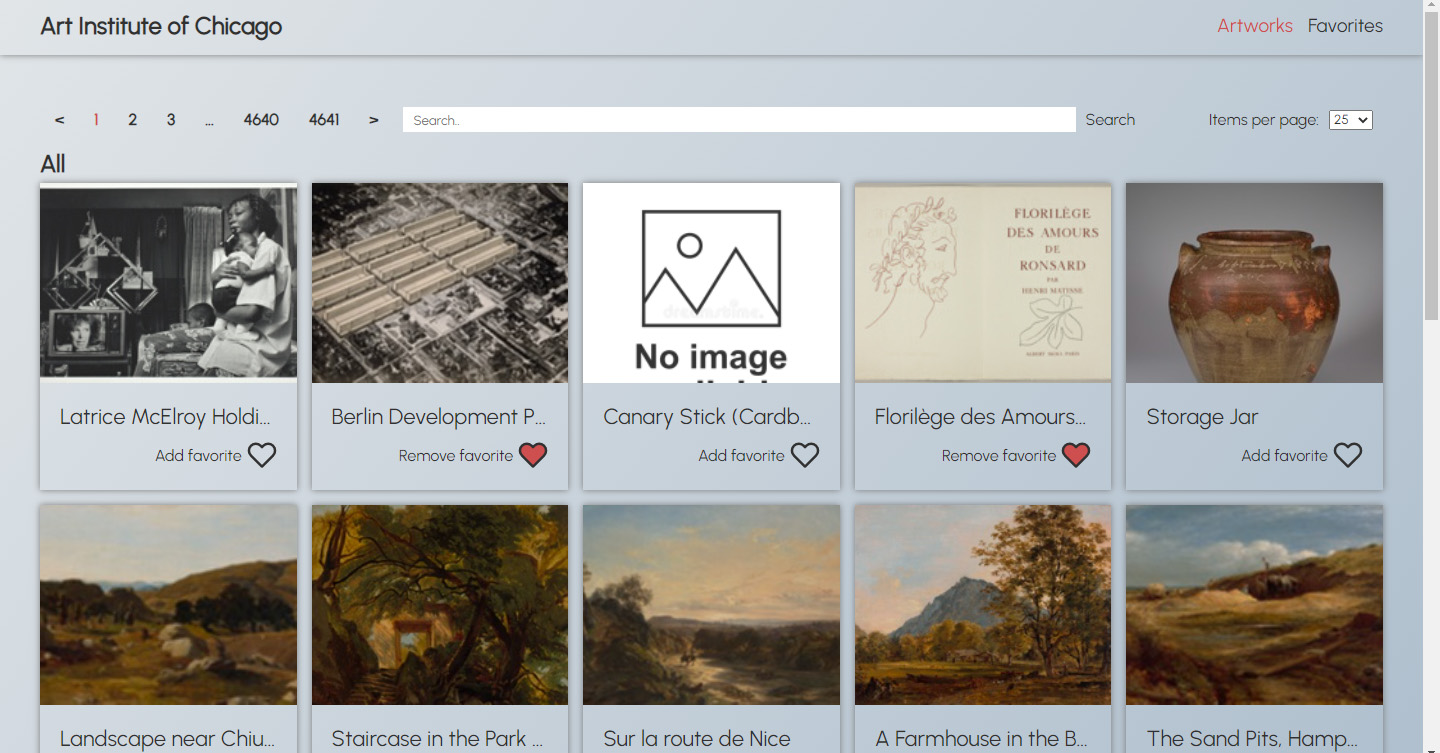 Art Institute of Chicago
Artworks Favorites
< 1 2 3 ... 4640 4641 >
Search..
Search
Items per page: 25
All
FLORILÈGE
DES AMOURS
DE
RONSARD
PAR
HENRI MATISSE
ALBERT SKIRA PARIS
dreamstime.
No image
Latrice McElroy Holdi...
Berlin Development P...
Canary Stick (Cardb...
Florilège des Amours...
Storage Jar
Add favorite
Remove favorite
Add favorite
Remove favorite
Add favorite
Landscape near Chiu...
Staircase in the Park ...
Sur la route de Nice
A Farmhouse in the B...
The Sand Pits, Hamp...